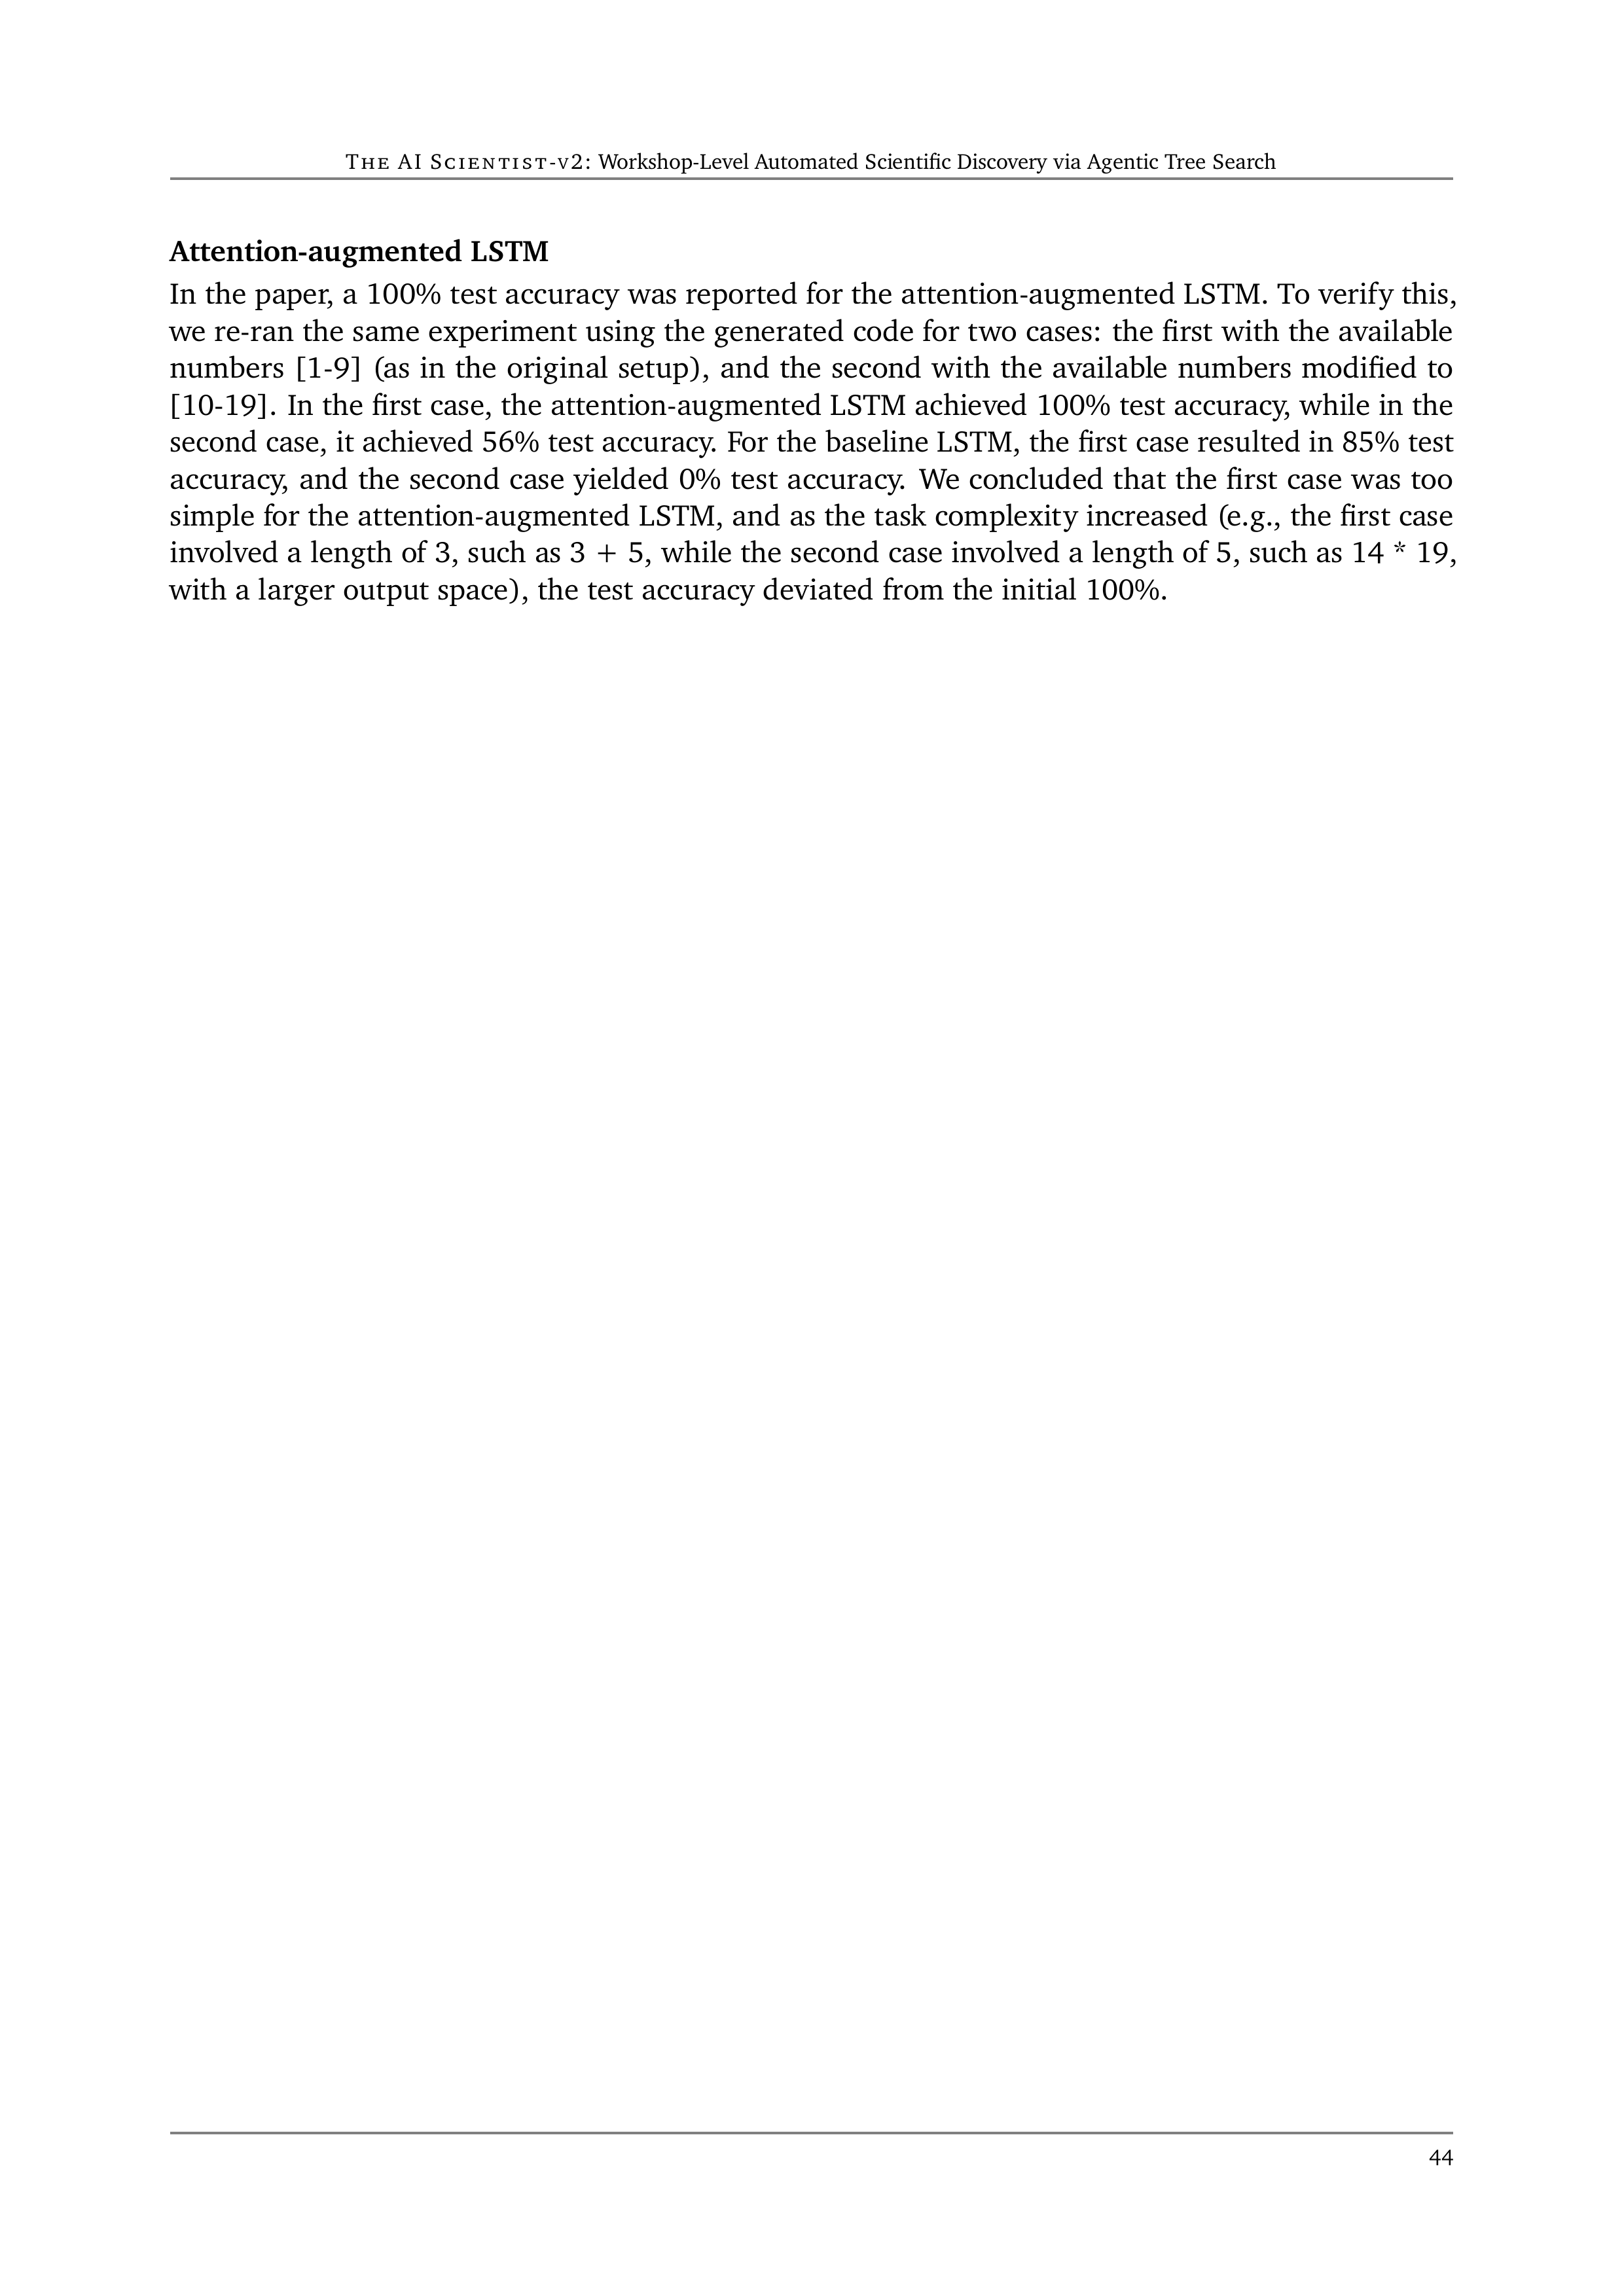 THE AI SCIENTIST-V2: Workshop-Level Automated Scientific Discovery via Agentic Tree Search
Attention-augmented LSTM
In the paper, a 100% test accuracy was reported for the attention-augmented LSTM. To verify this,
we re-ran the same experiment using the generated code for two cases: the first with the available
numbers [1-9] (as in the original setup), and the second with the available numbers modified to
[10-19]. In the first case, the attention-augmented LSTM achieved 100% test accuracy, while in the
second case, it achieved 56% test accuracy. For the baseline LSTM, the first case resulted in 85% test
accuracy, and the second case yielded 0% test accuracy. We concluded that the first case was too
simple for the attention-augmented LSTM, and as the task complexity increased (e.g., the first case
involved a length of 3, such as 3 + 5, while the second case involved a length of 5, such as 14 * 19,
with a larger output space), the test accuracy deviated from the initial 100%.
44